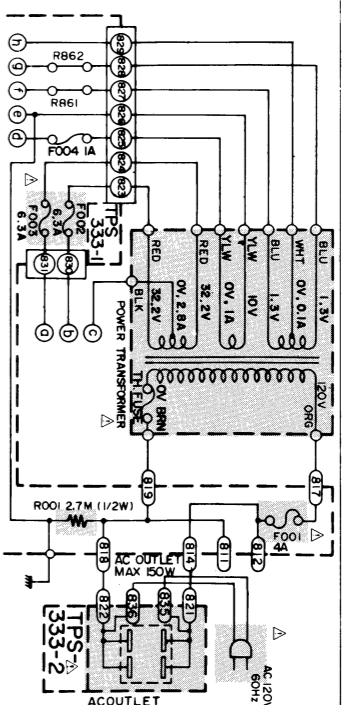 h
829
R862
g
828
f
827
R861
e
826
d
825
F004 1A
824
823
F003
6.3A
F002
6.3A
TPS-
333-1
831
830
a
b
c
POWER TRANSFORMER
BLK
RED
RED
YLW
YLW
BLU
WHT
BLU
32.2V
0V, 2.8A
32.2V
0V, 1A
10V
1.3V
0V, 0.1A
1.3V
TH. FUSE
0V
BRN
120V
ORG
819
817
R001 2.7M (1/2W)
F001
4A
818
AC OUTLET
MAX 150W
814
811
812
822
836
835
821
TPS-
333-2
AC OUTLET
AC 120V
60Hz